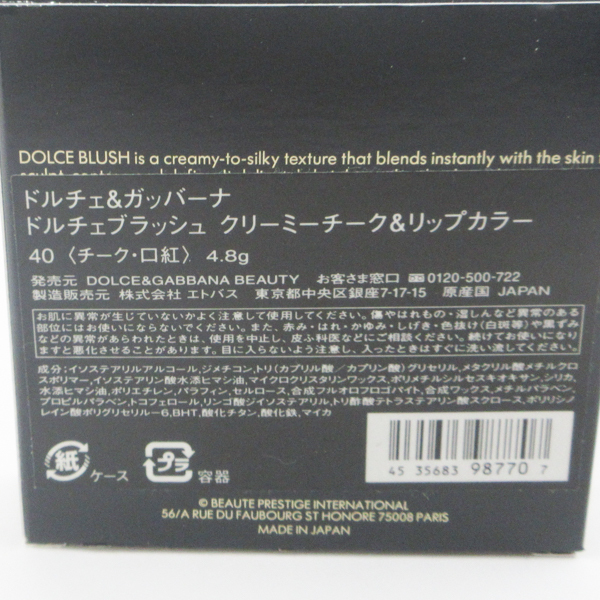 DOLCE BLUSH is a creamy-to-silky texture that blends instantly with the skin
ドルチェ&ガッバーナ
ドルチェブラッシュ クリーミーチーク&リップカラー
40 〈チーク・口紅〉 4.8g
発売元 DOLCE&GABBANA BEAUTY お客さま窓口 0120-500-722
製造販売元 株式会社 エトバス 東京都中央区銀座7-17-15 原産国 JAPAN
お肌に異常が生じていないかよく注意して使用してください。傷やはれもの・湿しんなど異常のある
部位にはお使いにならないでください。また、赤み・はれ・かゆみ・しげき・色抜け(白斑等)や黒ずみ
などの異常があらわれたときは、使用を中止し、皮ふ科医などにご相談ください。続けてお使いになり
ますと悪化させることがあります。目に入らないよう注意し、入ったときはすぐに洗い流してください。
成分:イソステアリルアルコール,ジメチコン,トリ(カプリル酸/カプリン酸)グリセリル,メタクリル酸メチルクロ
スポリマー,イソステアリン酸水添ヒマシ油,マイクロクリスタリンワックス,ポリメチルシルセスキオキサン,シリカ,
水添ヒマシ油,ポリエチレン,パラフィン,セルロース,合成フルオロフロゴパイト,合成ワックス,メチルパラベン,
プロピルパラベン,トコフェロール,リンゴ酸ジイソステアリル,トリ酢酸テトラステアリン酸スクロース,ポリリシノ
レイン酸ポリグリセリル-6,BHT,酸化チタン,酸化鉄,マイカ
紙 ケース プラ 容器
45 35683 98770 7
© BEAUTE PRESTIGE INTERNATIONAL
56/A RUE DU FAUBOURG ST HONORE 75008 PARIS
MADE IN JAPAN